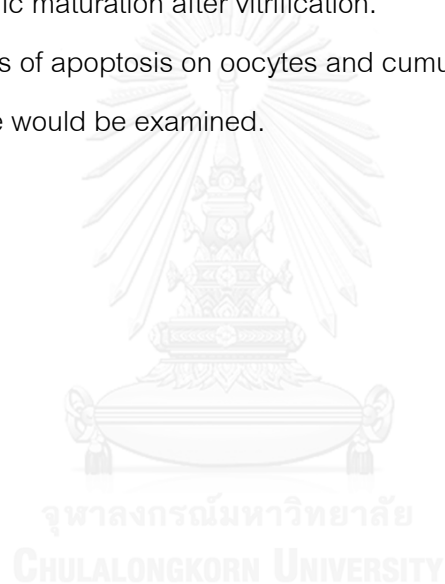 ic maturation after vitrification.
s of apoptosis on oocytes and cumu
e would be examined.
จุฬาลงกรณ์มหาวิทยาลัย
CHULALONGKORN UNIVERSITY